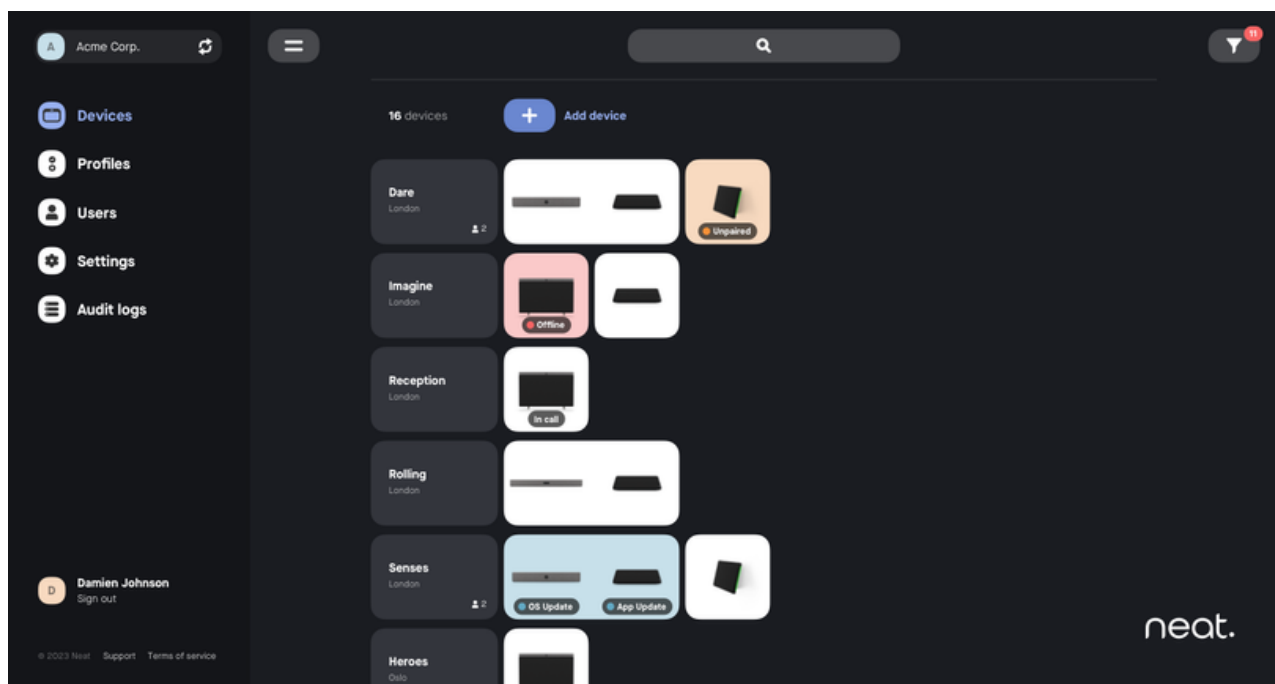 A Acme Corp.
11
Devices
Profiles
Users
Settings
Audit logs
16 devices
Add device
Dare
London
2
Unpaired
Imagine
London
Offline
Reception
London
In call
Rolling
London
Senses
London
2
OS Update
App Update
Heroes
Oslo
D
Damien Johnson
Sign out
© 2023 Neat Support Terms of service
neat.